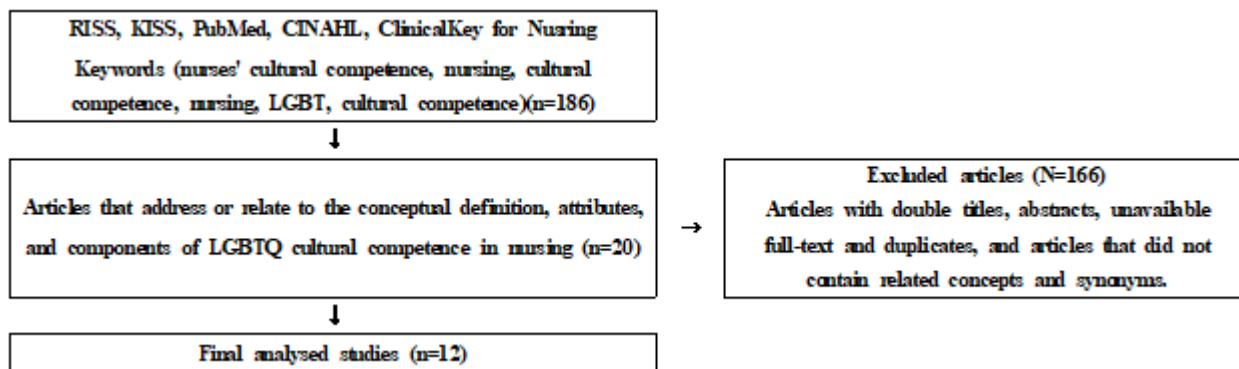 RISS, KISS, PubMed, CINAHL, ClinicalKey for Nusring
Keywords (nurses' cultural competence, nursing, cultural
competence, nursing, LGBT, cultural competence)(n=186)
↓
Articles that address or relate to the conceptual definition, attributes,
and components of LGBTQ cultural competence in nursing (n=20)
→
Excluded articles (N=166)
Articles with double titles, abstracts, unavailable
full-text and duplicates, and articles that did not
contain related concepts and synonyms.
↓
Final analysed studies (n=12)